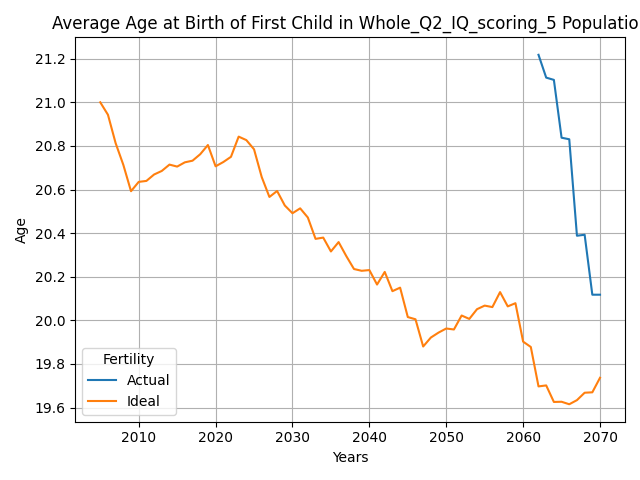 Average Age at Birth of First Child in Whole_Q2_IQ_scoring_5 Populatio
21.2
21.0
20.8
20.6
20.4
20.2
20.0
19.8
19.6
Age
Fertility
Actual
Ideal
2010 2020 2030 2040 2050 2060 2070
Years